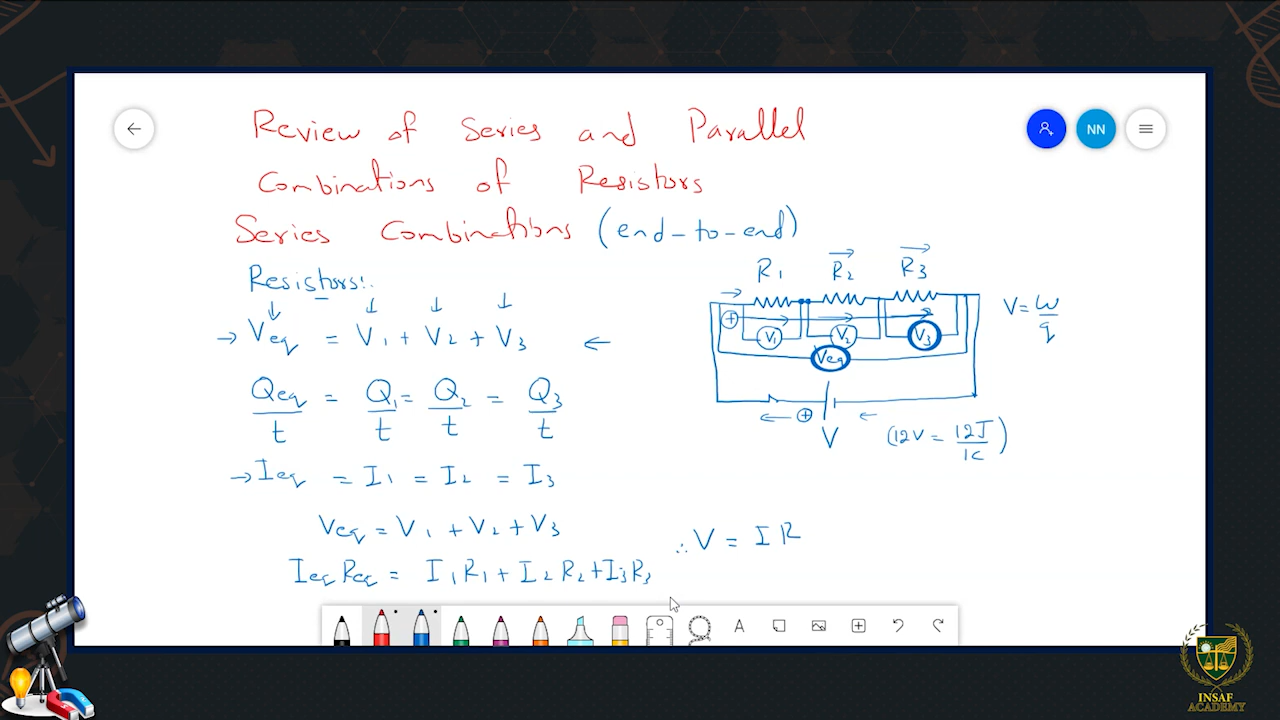 Review of Series and Parallel
Combinations of Resistors
Series Combinations (end-to-end)
Resistors:
→ Veq = V1 + V2 + V3 ←
Qeq/t = Q1/t = Q2/t = Q3/t
→ Ieq = I1 = I2 = I3
Veq = V1 + V2 + V3
IeqReq = I1R1 + I2R2 + I3R3
∴ V = IR
R1 R2 R3
V1 V2 V3
Veq
V
V = W/q
(12V = 12J/1C)
NN
A
INSAF
ACADEMY